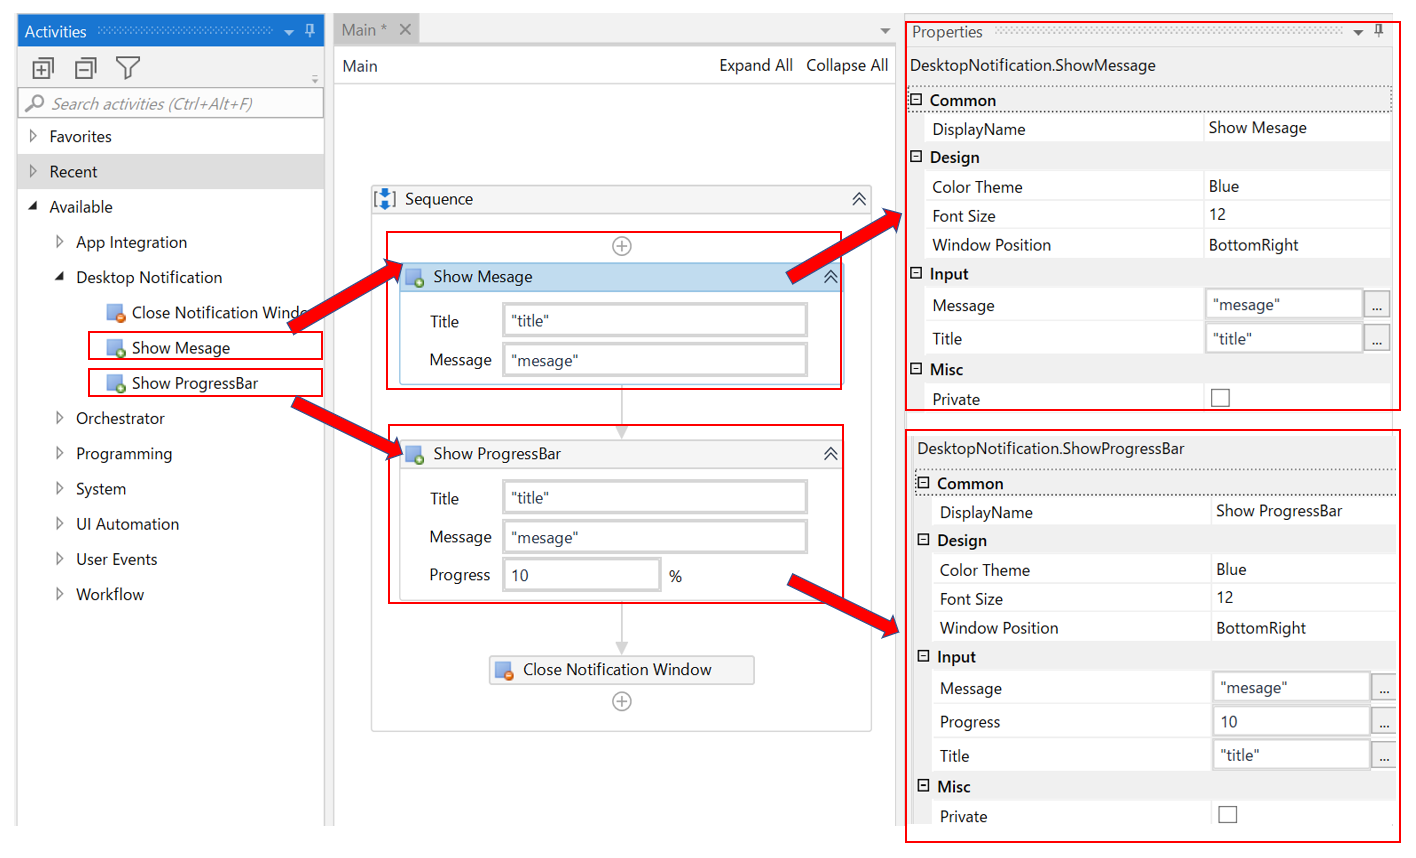 Activities
Search activities (Ctrl+Alt+F)
Favorites
Recent
Available
App Integration
Desktop Notification
Close Notification Windo
Show Mesage
Show ProgressBar
Orchestrator
Programming
System
UI Automation
User Events
Workflow
Main *
Main Expand All Collapse All
Sequence
Show Mesage
Title "title"
Message "mesage"
Show ProgressBar
Title "title"
Message "mesage"
Progress 10 %
Close Notification Window
Properties
DesktopNotification.ShowMessage
Common
DisplayName Show Mesage
Design
Color Theme Blue
Font Size 12
Window Position BottomRight
Input
Message "mesage" ...
Title "title" ...
Misc
Private
DesktopNotification.ShowProgressBar
Common
DisplayName Show ProgressBar
Design
Color Theme Blue
Font Size 12
Window Position BottomRight
Input
Message "mesage" ...
Progress 10 ...
Title "title" ...
Misc
Private